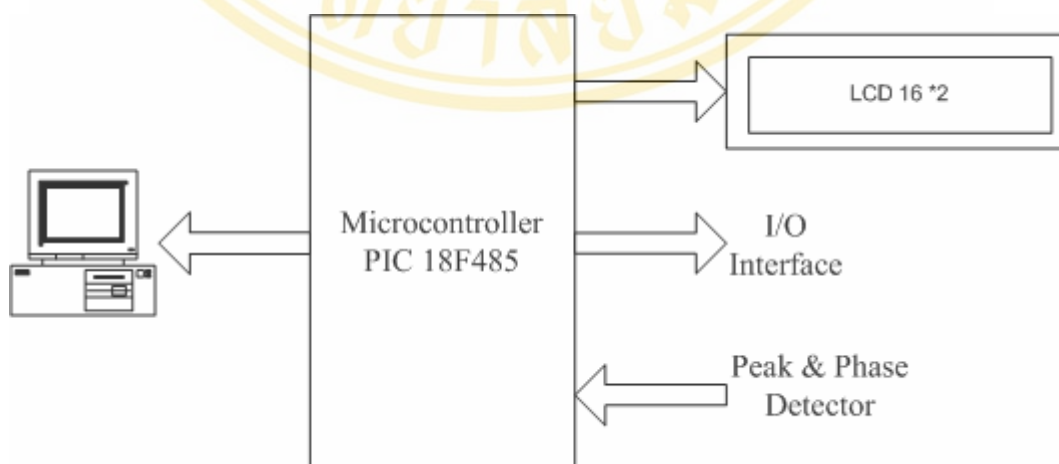 LCD 16 *2
Microcontroller
PIC 18F485
I/O
Interface
Peak & Phase
Detector